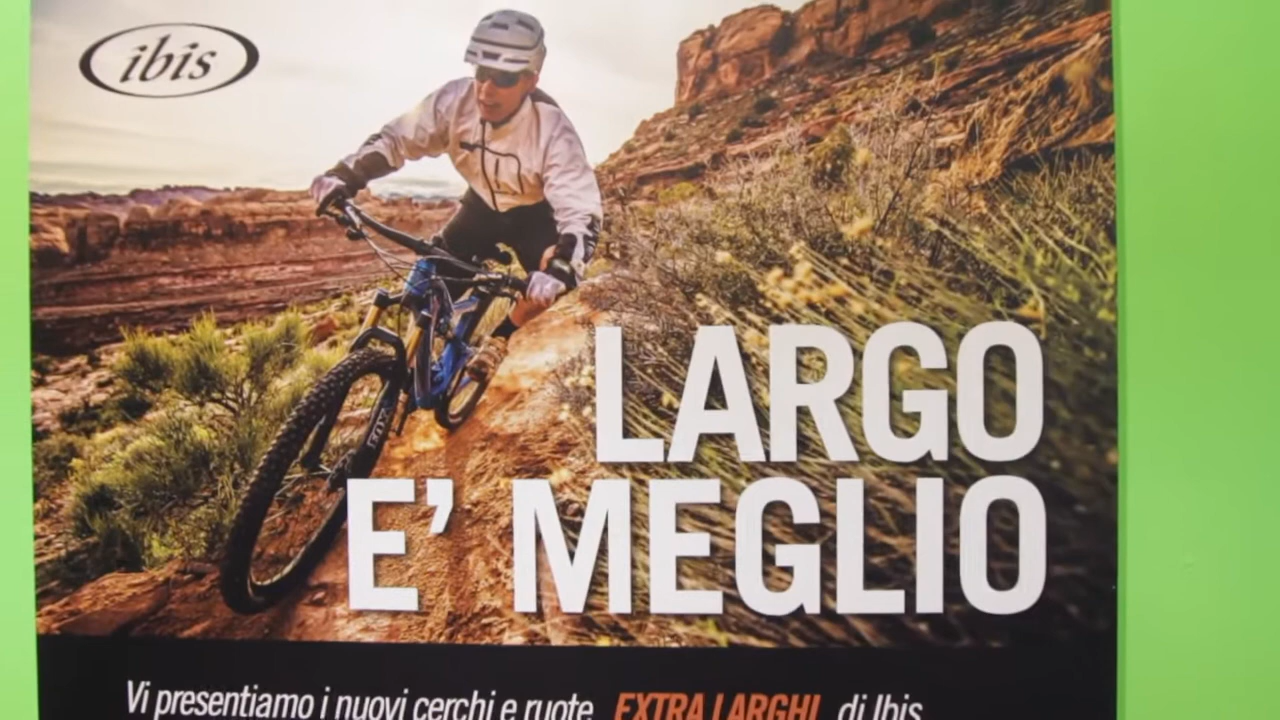 ibis
LARGO
E' MEGLIO
Vi presentiamo i nuovi cerchi e ruote EXTRA LARGHI di Ibis